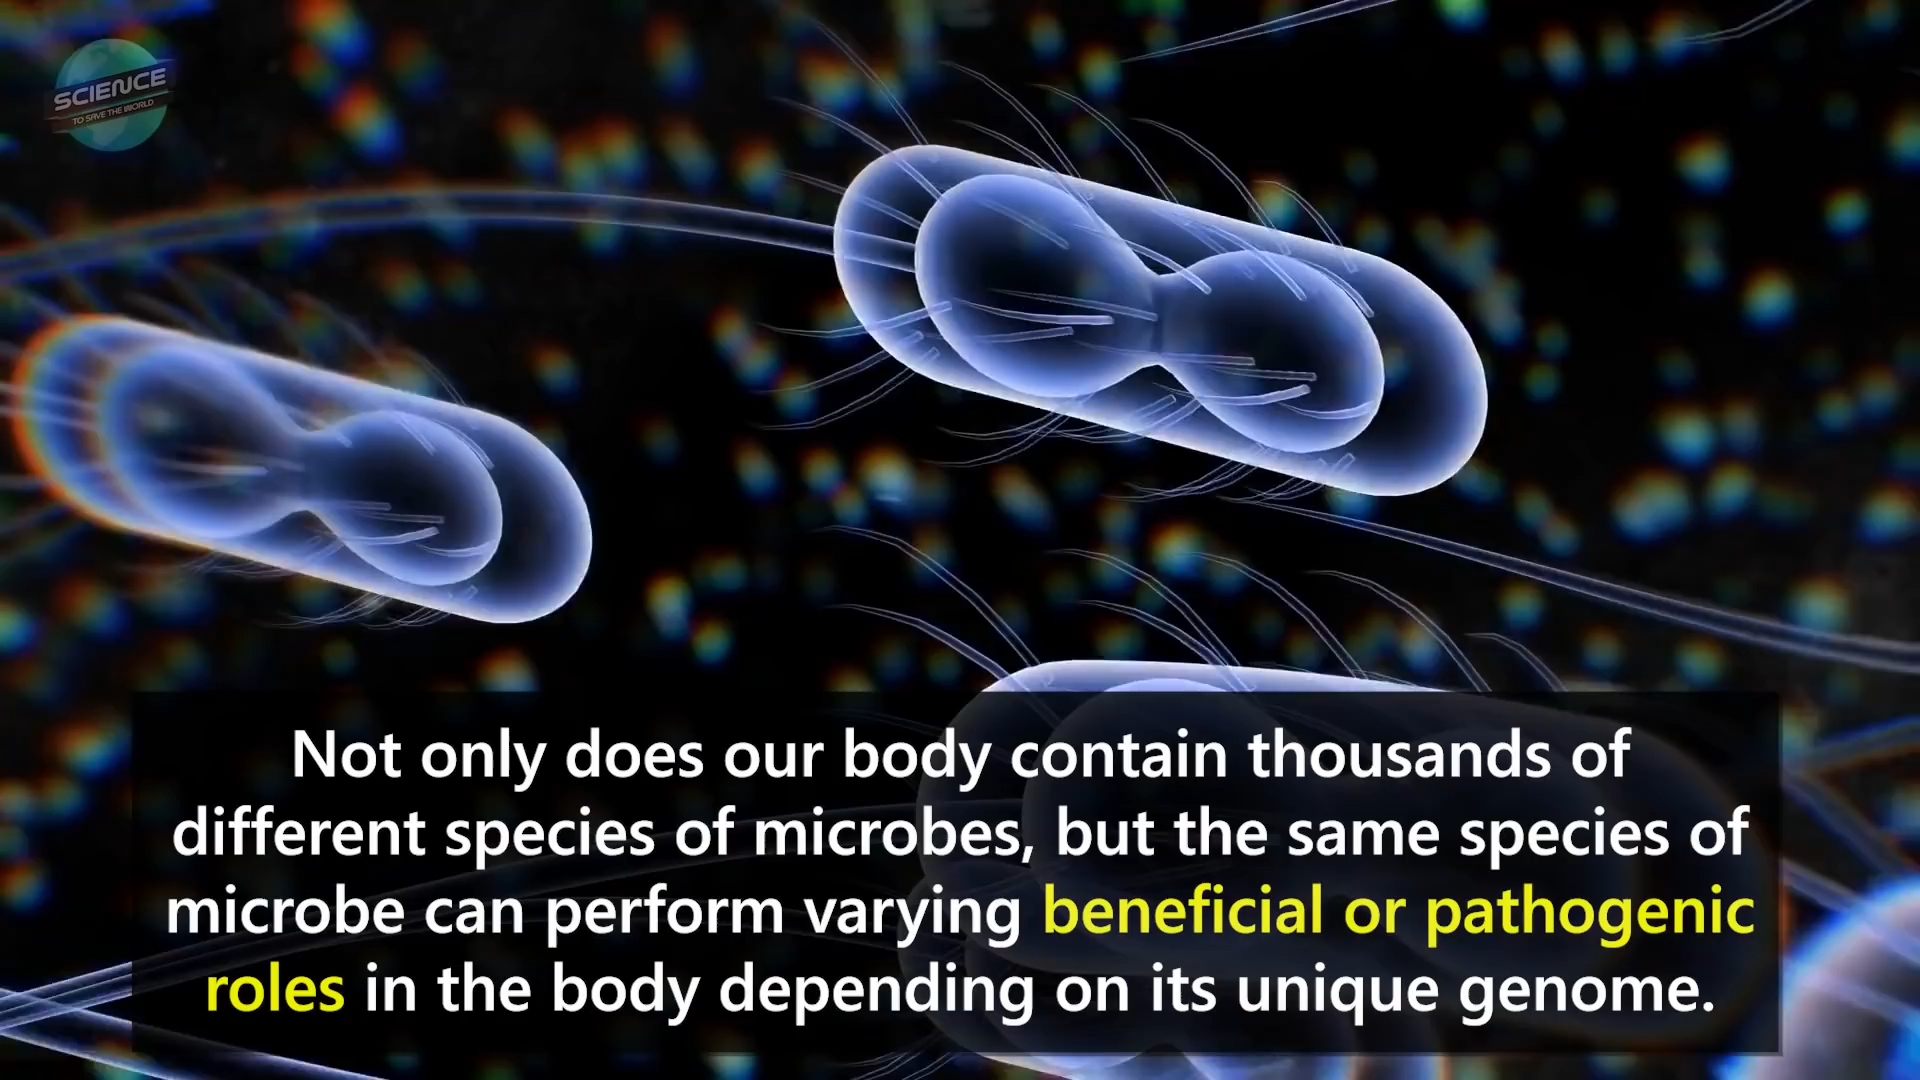 SCIENCE
TO SAVE THE WORLD
Not only does our body contain thousands of
different species of microbes, but the same species of
microbe can perform varying beneficial or pathogenic
roles in the body depending on its unique genome.